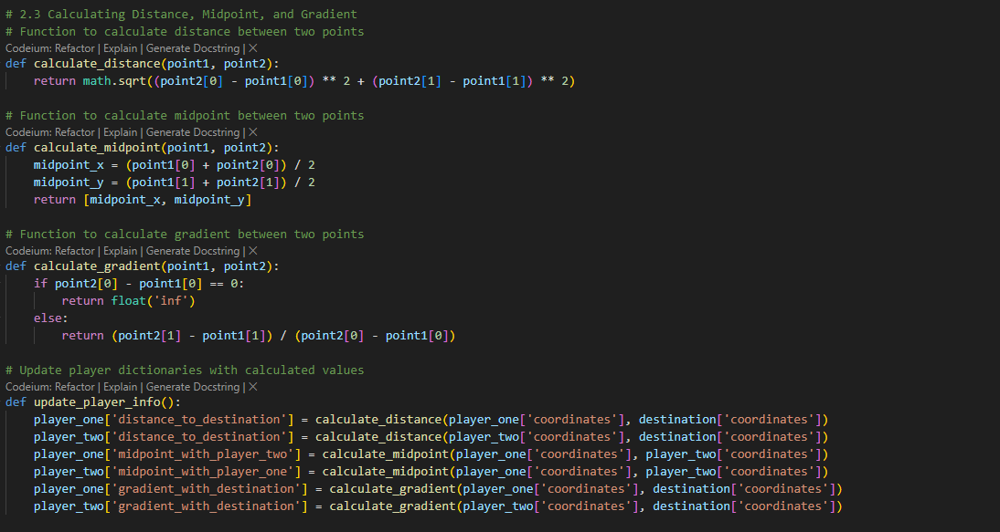 # 2.3 Calculating Distance, Midpoint, and Gradient
# Function to calculate distance between two points
Codeium: Refactor | Explain | Generate Docstring | X
def calculate_distance(point1, point2):
    return math.sqrt((point2[0] - point1[0]) ** 2 + (point2[1] - point1[1]) ** 2)

# Function to calculate midpoint between two points
Codeium: Refactor | Explain | Generate Docstring | X
def calculate_midpoint(point1, point2):
    midpoint_x = (point1[0] + point2[0]) / 2
    midpoint_y = (point1[1] + point2[1]) / 2
    return [midpoint_x, midpoint_y]

# Function to calculate gradient between two points
Codeium: Refactor | Explain | Generate Docstring | X
def calculate_gradient(point1, point2):
    if point2[0] - point1[0] == 0:
        return float('inf')
    else:
        return (point2[1] - point1[1]) / (point2[0] - point1[0])

# Update player dictionaries with calculated values
Codeium: Refactor | Explain | Generate Docstring | X
def update_player_info():
    player_one['distance_to_destination'] = calculate_distance(player_one['coordinates'], destination['coordinates'])
    player_two['distance_to_destination'] = calculate_distance(player_two['coordinates'], destination['coordinates'])
    player_one['midpoint_with_player_two'] = calculate_midpoint(player_one['coordinates'], player_two['coordinates'])
    player_two['midpoint_with_player_one'] = calculate_midpoint(player_one['coordinates'], player_two['coordinates'])
    player_one['gradient_with_destination'] = calculate_gradient(player_one['coordinates'], destination['coordinates'])
    player_two['gradient_with_destination'] = calculate_gradient(player_two['coordinates'], destination['coordinates'])